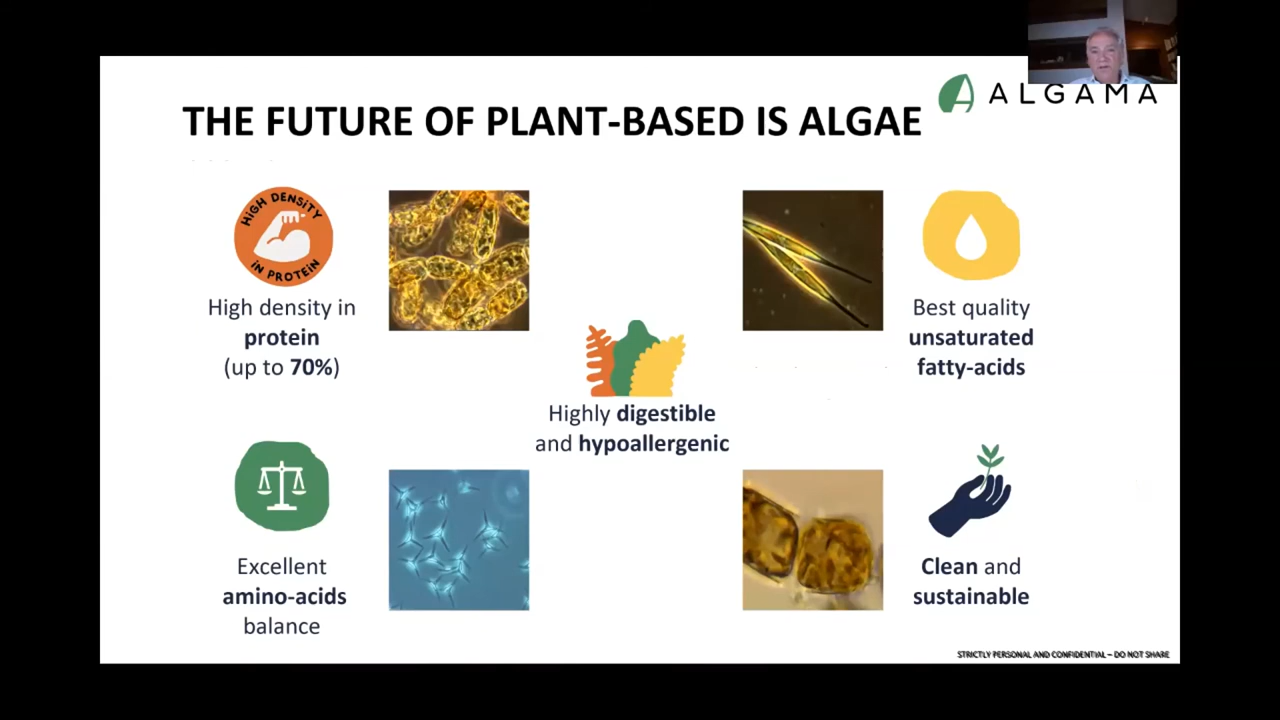 ALGAMA
THE FUTURE OF PLANT-BASED IS ALGAE
HIGH DENSITY
IN PROTEIN
High density in
protein
(up to 70%)
Best quality
unsaturated
fatty-acids
Highly digestible
and hypoallergenic
Excellent
amino-acids
balance
Clean and
sustainable
STRICTLY PERSONAL AND CONFIDENTIAL – DO NOT SHARE